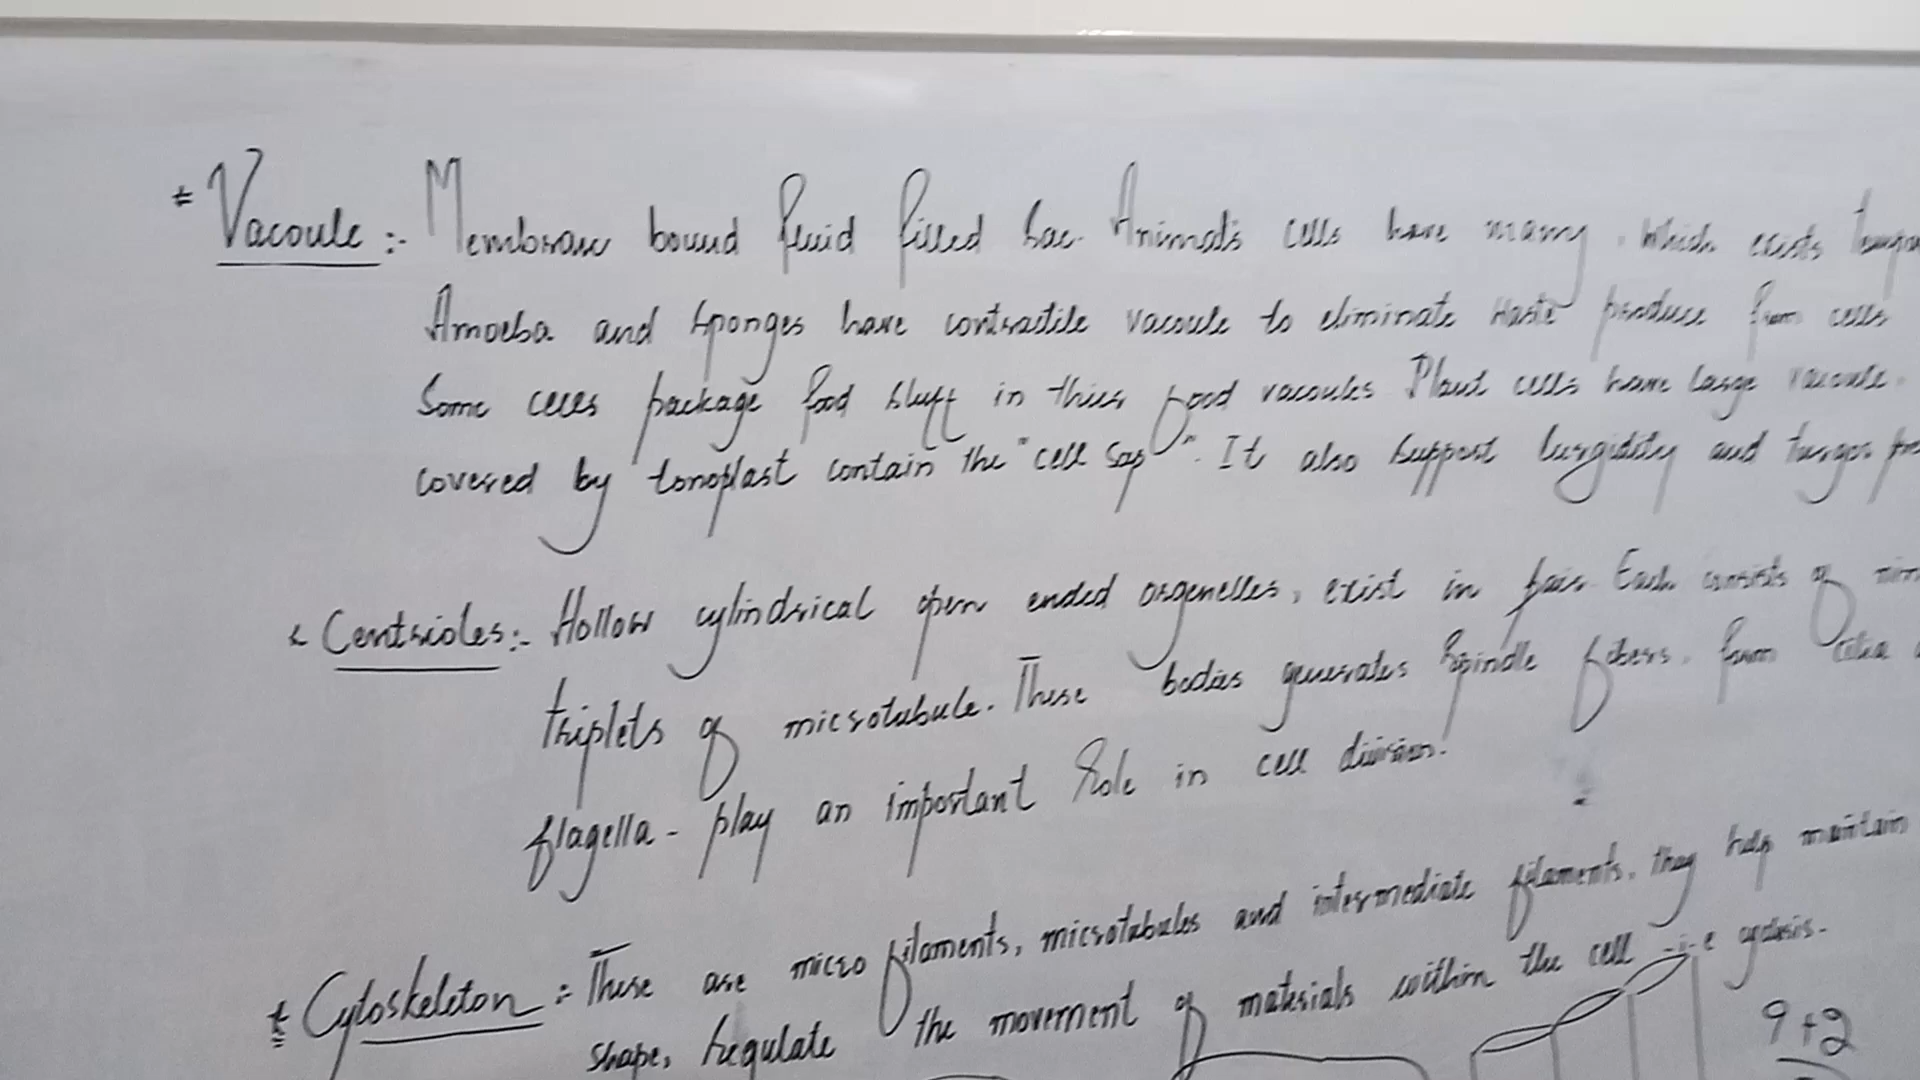 * Vacoule :- Membrane bound fluid filled sac. Animals cells have many, which exists
Amoeba and sponges have contractile vacoule to eliminate waste produce from cells
Some cells package food stuff in thier food vacoules Plant cells have large vacoule.
covered by tonoplast contain the "cell sap". It also support turgidity and turgor
* Centrioles:- Hollow cylindrical open ended orgenelles, exist in pair. Each consists of
triplets of microtubule. These bodies generates spindle fibers, form cilia
flagella - play an important Role in cell division.
* Cytoskeleton :- These are micro filaments, microtubules and intermediate filaments, they help maintain
shape, regulate the movement of materials within the cell i.e
9+2